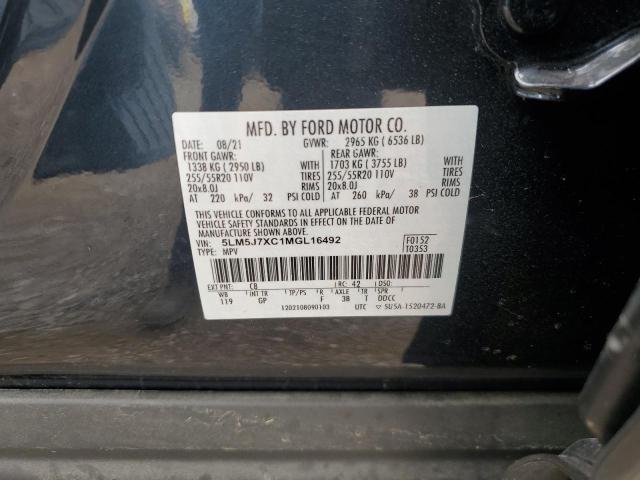 MFD. BY FORD MOTOR CO.
DATE: 08/21 GVWR: 2965 KG ( 6536 LB)
FRONT GAWR: REAR GAWR:
1338 KG ( 2950 LB) WITH 1703 KG ( 3755 LB) WITH
255/55R20 110V TIRES 255/55R20 110V TIRES
20x8.0J RIMS 20x8.0J RIMS
AT 220 kPa/ 32 PSI COLD AT 260 kPa/ 38 PSI COLD
THIS VEHICLE CONFORMS TO ALL APPLICABLE FEDERAL MOTOR
VEHICLE SAFETY STANDARDS IN EFFECT ON THE DATE OF
MANUFACTURE SHOWN ABOVE.
VIN: 5LM5J7XC1MGL16492 F0152
TYPE: MPV T0353
EXT PNT: CB RC: 42 DSO:
WB INT TR TP/PS R AXLE TR SPR
119 GP F 38 T DDCC
1202108090103 UTC ▽ SU5A-1520472-BA